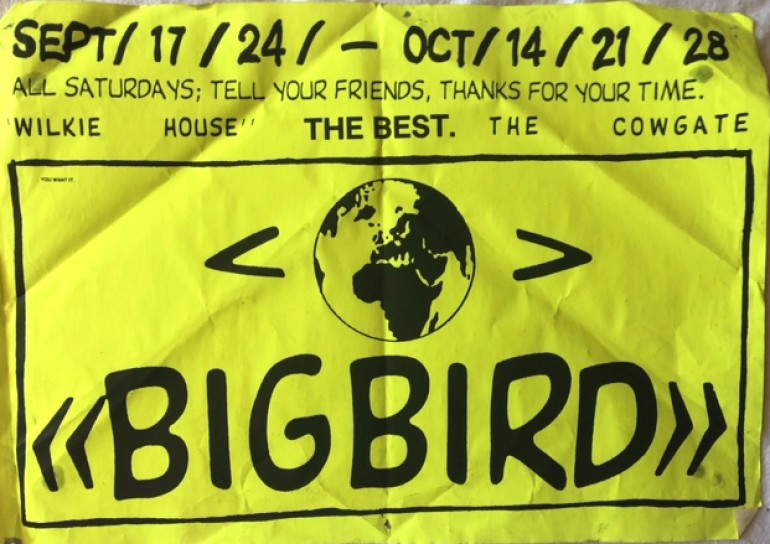 SEPT/ 17 / 24 / – OCT/ 14 / 21 / 28
ALL SATURDAYS; TELL YOUR FRIENDS, THANKS FOR YOUR TIME.
"WILKIE HOUSE" THE BEST. THE COWGATE
YOU WANT IT.
< >
«BIGBIRD»